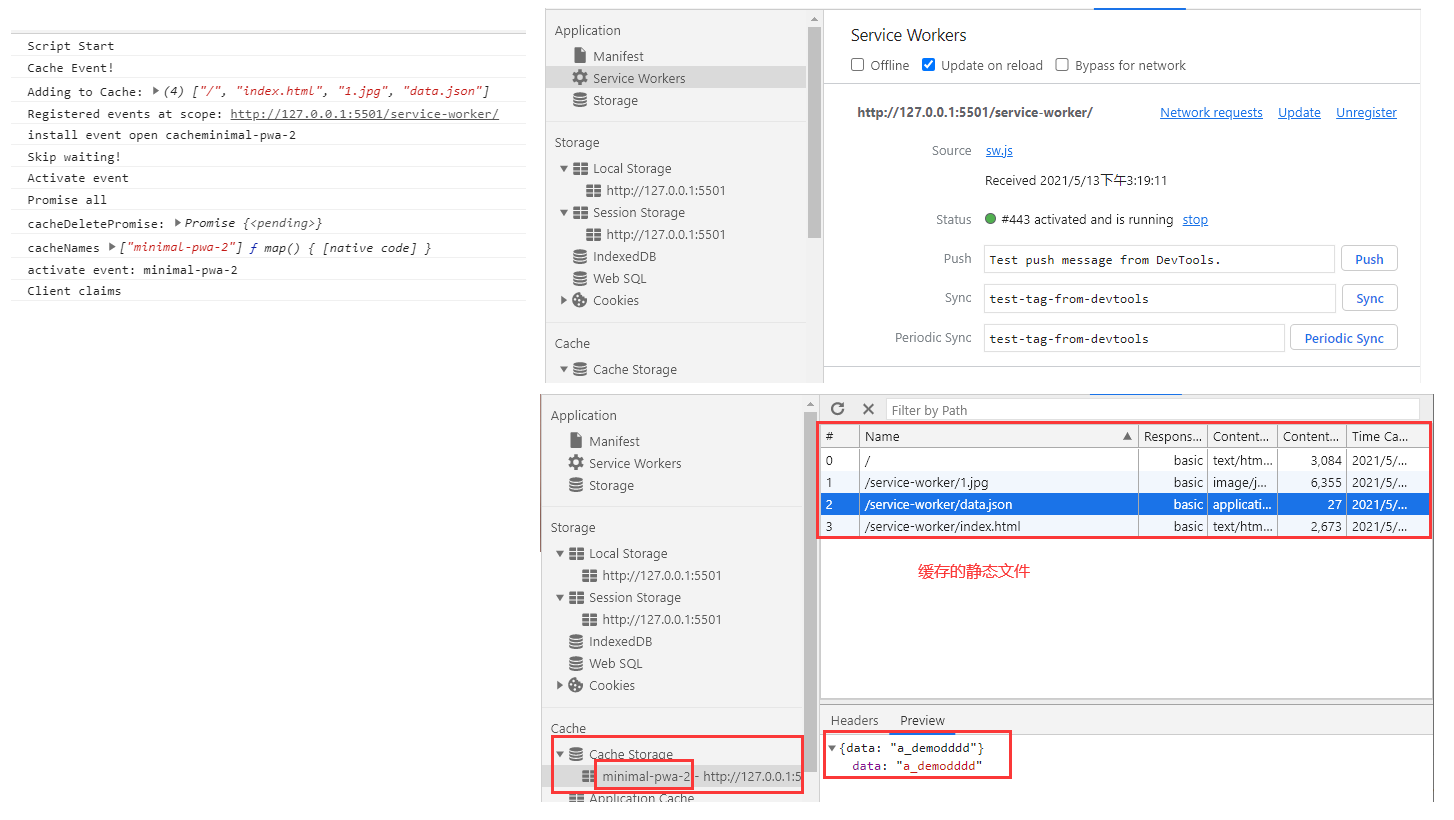 Script Start
Cache Event!
Adding to Cache: (4) ["/", "index.html", "1.jpg", "data.json"]
Registered events at scope: http://127.0.0.1:5501/service-worker/
install event open cacheminimal-pwa-2
Skip waiting!
Activate event
Promise all
cacheDeletePromise: Promise {<pending>}
cacheNames ["minimal-pwa-2"] ƒ map() { [native code] }
activate event: minimal-pwa-2
Client claims
Application
Manifest
Service Workers
Storage
Storage
Local Storage
http://127.0.0.1:5501
Session Storage
http://127.0.0.1:5501
IndexedDB
Web SQL
Cookies
Cache
Cache Storage
Service Workers
Offline Update on reload Bypass for network
http://127.0.0.1:5501/service-worker/ Network requests Update Unregister
Source sw.js
Received 2021/5/13下午3:19:11
Status #443 activated and is running stop
Push Test push message from DevTools. Push
Sync test-tag-from-devtools Sync
Periodic Sync test-tag-from-devtools Periodic Sync
Application
Manifest
Service Workers
Storage
Storage
Local Storage
http://127.0.0.1:5501
Session Storage
http://127.0.0.1:5501
IndexedDB
Web SQL
Cookies
Cache
Cache Storage
minimal-pwa-2 - http://127.0.0.1:5
Application Cache
Filter by Path
# Name Respons... Content... Content... Time Ca...
0 / basic text/htm... 3,084 2021/5/...
1 /service-worker/1.jpg basic image/j... 6,355 2021/5/...
2 /service-worker/data.json basic applicati... 27 2021/5/...
3 /service-worker/index.html basic text/htm... 2,673 2021/5/...
缓存的静态文件
Headers Preview
{data: "a_demodddd"}
data: "a_demodddd"